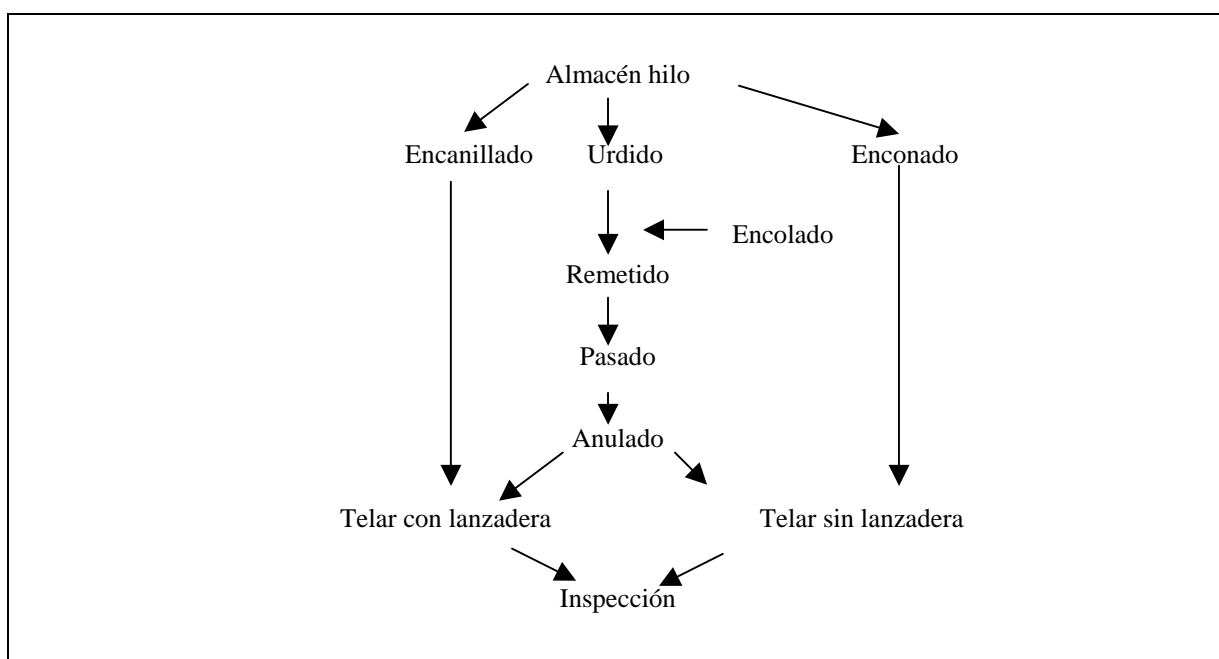 Almacén hilo
Encanillado Urdido Enconado
Encolado
Remetido
Pasado
Anulado
Telar con lanzadera Telar sin lanzadera
Inspección